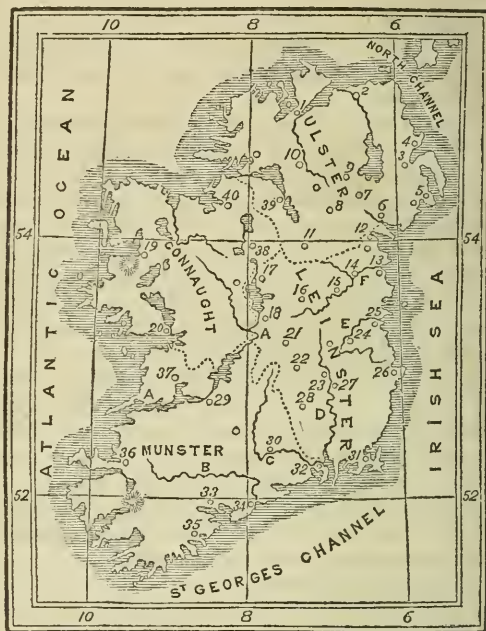 10 8 6
NORTH CHANNEL
ATLANTIC OCEAN
ULSTER
1
2
3
4
5
6
7
8
9
10
40
39
54 54
11
12
19
CONNAUGHT
38
17
16
15
14
13
F
LEINSTER
18
A
20
21
E
25
24
22
26
23
27
37
A
29
28
D
IRISH SEA
36
MUNSTER
B
30
C
31
32
52 52
33
34
35
ST GEORGES CHANNEL
10 8 6